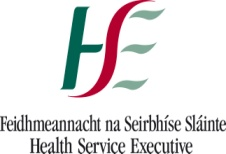 HSE
Feidhmeannacht na Seirbhíse Sláinte
Health Service Executive